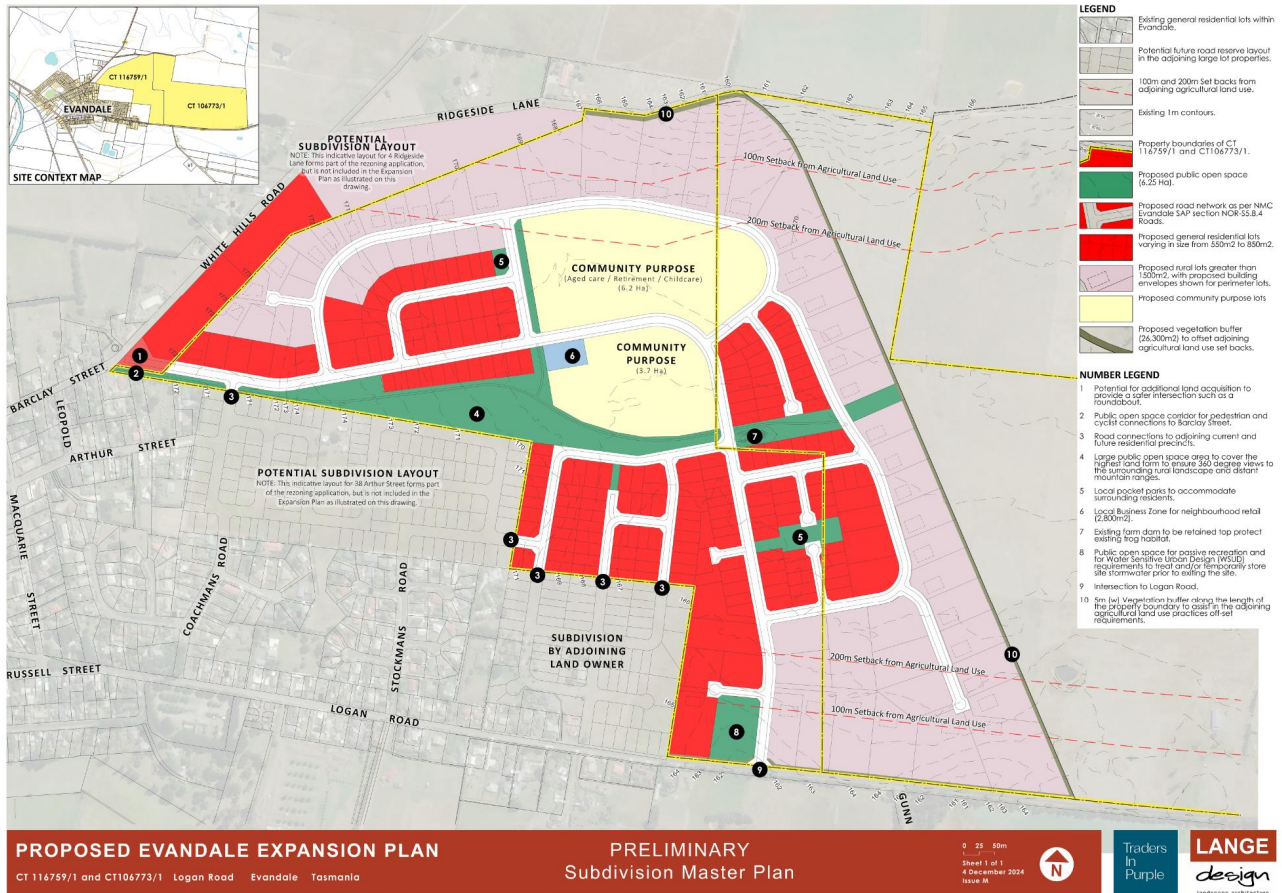 CT 116759/1
EVANDALE
CT 106773/1
SITE CONTEXT MAP
RIDGESIDE LANE
POTENTIAL
SUBDIVISION LAYOUT
NOTE: This indicative layout for 4 Ridgeside
Lane forms part of the rezoning application,
but is not included in the Expansion
Plan as illustrated on this
drawing.
WHITE HILLS ROAD
100m Setback from Agricultural Land Use
200m Setback from Agricultural Land Use
COMMUNITY PURPOSE
(Aged care / Retirement / Childcare)
(6.2 Ha)
COMMUNITY
PURPOSE
(3.7 Ha)
BARCLAY STREET
LEOPOLD
ARTHUR STREET
MACQUARIE
STREET
COACHMANS ROAD
STOCKMANS ROAD
RUSSELL STREET
LOGAN ROAD
POTENTIAL SUBDIVISION LAYOUT
NOTE: This indicative layout for 38 Arthur Street forms part
of the rezoning application, but is not included in the
Expansion Plan as illustrated on this drawing.
SUBDIVISION
BY ADJOINING
LAND OWNER
200m Setback from Agricultural Land Use
100m Setback from Agricultural Land Use
GUNN
1
2
3
4
5
6
7
5
3
3
3
3
8
9
10
10
LEGEND
Existing general residential lots within
Evandale.
Potential future road reserve layout
in the adjoining large lot properties.
100m and 200m Set backs from
adjoining agricultural land use.
Existing 1m contours.
Property boundaries of CT
116759/1 and CT106773/1.
Proposed public open space
(6.25 Ha).
Proposed road network as per NMC
Evandale SAP section NOR-S5.8.4
Roads.
Proposed general residential lots
varying in size from 550m2 to 850m2.
Proposed rural lots greater than
1500m2, with proposed building
envelopes shown for perimeter lots.
Proposed community purpose lots
Proposed vegetation buffer
(26,300m2) to offset adjoining
agricultural land use set backs.
NUMBER LEGEND
1 Potential for additional land acquisition to
provide a safer intersection such as a
roundabout.
2 Public open space corridor for pedestrian and
cyclist connections to Barclay Street.
3 Road connections to adjoining current and
future residential precincts.
4 Large public open space area to cover the
highest land form to ensure 360 degree views to
the surrounding rural landscape and distant
mountain ranges.
5 Local pocket parks to accommodate
surrounding residents.
6 Local Business Zone for neighbourhood retail
(2,800m2).
7 Existing farm dam to be retained top protect
existing frog habitat.
8 Public open space for passive recreation and
for Water Sensitive Urban Design (WSUD)
requirements to treat and/or temporarily store
site stormwater prior to exiting the site.
9 Intersection to Logan Road.
10 5m (w) Vegetation buffer along the length of
the property boundary to assist in the adjoining
agricultural land use practices off-set
requirements.
PROPOSED EVANDALE EXPANSION PLAN
CT 116759/1 and CT106773/1 Logan Road Evandale Tasmania
PRELIMINARY
Subdivision Master Plan
0 25 50m
Sheet 1 of 1
4 December 2024
Issue M
N
Traders
In
Purple
LANGE
design
landscape architecture